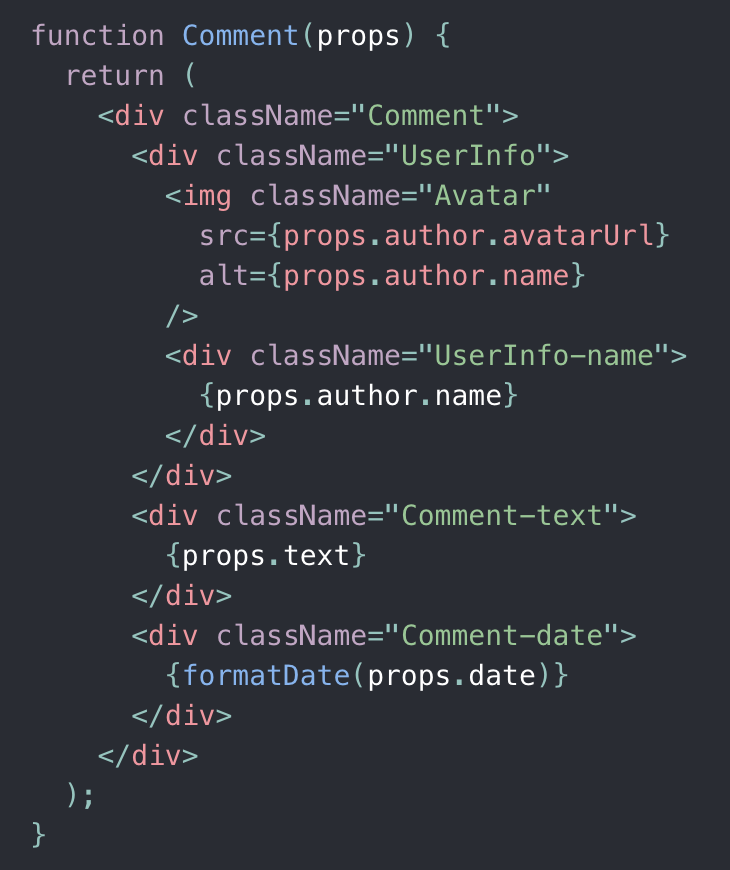 function Comment(props) {
  return (
    <div className="Comment">
      <div className="UserInfo">
        <img className="Avatar"
          src={props.author.avatarUrl}
          alt={props.author.name}
        />
        <div className="UserInfo-name">
          {props.author.name}
        </div>
      </div>
      <div className="Comment-text">
        {props.text}
      </div>
      <div className="Comment-date">
        {formatDate(props.date)}
      </div>
    </div>
  );
}